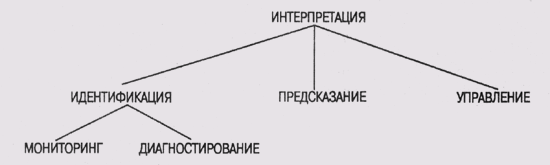 ИНТЕРПРЕТАЦИЯ
ИДЕНТИФИКАЦИЯ ПРЕДСКАЗАНИЕ УПРАВЛЕНИЕ
МОНИТОРИНГ ДИАГНОСТИРОВАНИЕ